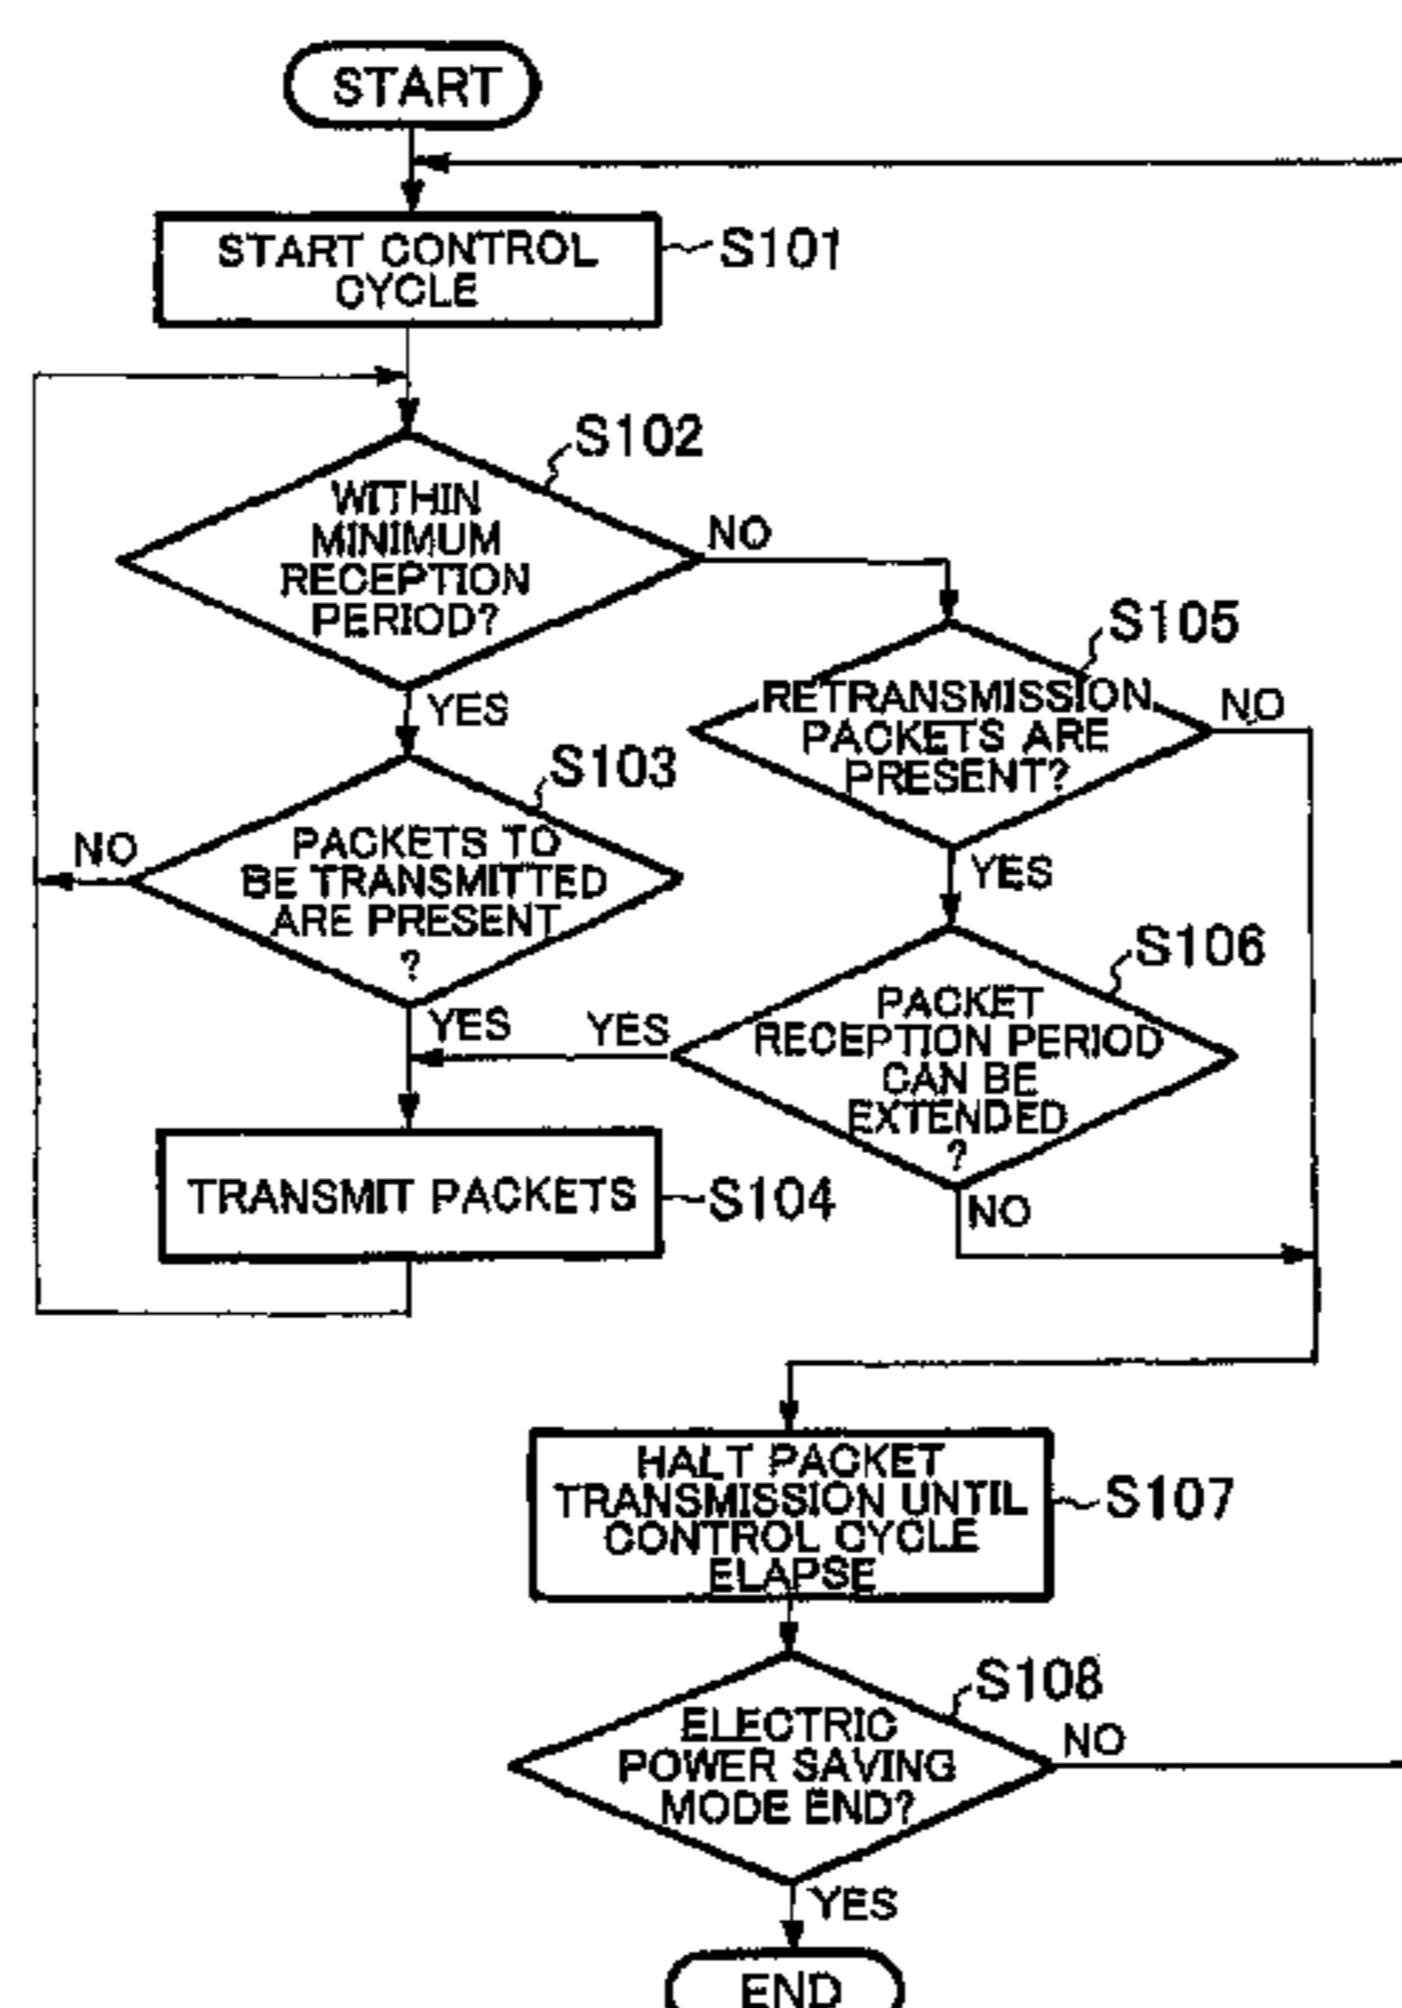 START
START CONTROL
CYCLE
S101
S102
WITHIN
MINIMUM
RECEPTION
PERIOD?
NO
YES
S105
RETRANSMISSION
PACKETS ARE
PRESENT?
NO
YES
S103
PACKETS TO
BE TRANSMITTED
ARE PRESENT
?
NO
YES
S106
PACKET
RECEPTION PERIOD
CAN BE
EXTENDED
?
YES
NO
TRANSMIT PACKETS
S104
HALT PACKET
TRANSMISSION UNTIL
CONTROL CYCLE
ELAPSE
S107
S108
ELECTRIC
POWER SAVING
MODE END?
NO
YES
END